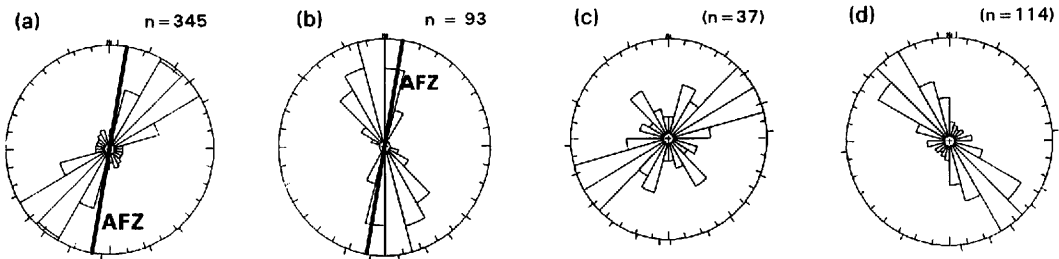 (a) n=345
(b) n = 93
(c) (n=37)
(d) (n=114)
N
N
N
AFZ
AFZ